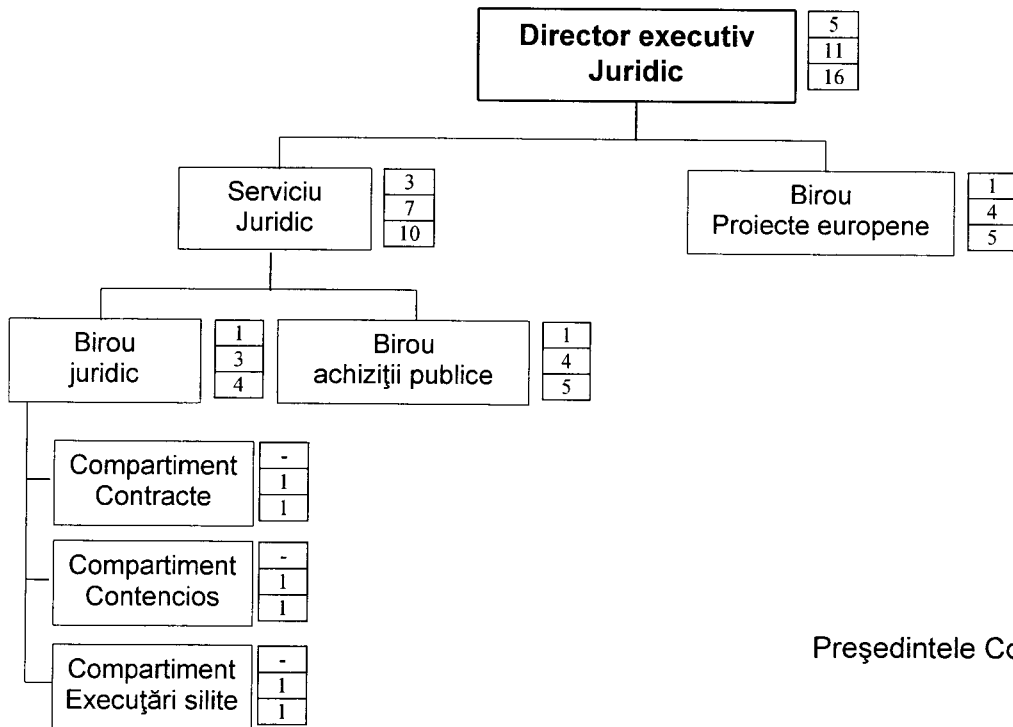 Director executiv
Juridic
5
11
16
Serviciu
Juridic
3
7
10
Birou
Proiecte europene
1
4
5
Birou
juridic
1
3
4
Birou
achiziţii publice
1
4
5
Compartiment
Contracte
-
1
1
Compartiment
Contencios
-
1
1
Compartiment
Execuţări silite
-
1
1
Preşedintele Co